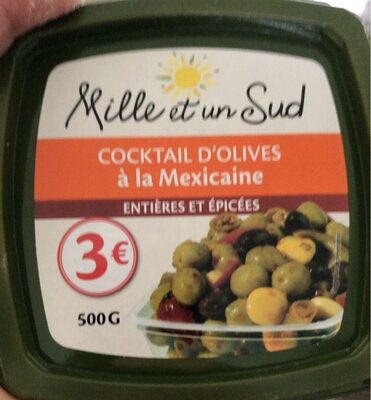 Mille et un Sud
COCKTAIL D'OLIVES
à la Mexicaine
ENTIÈRES ET ÉPICÉES
3€
500G